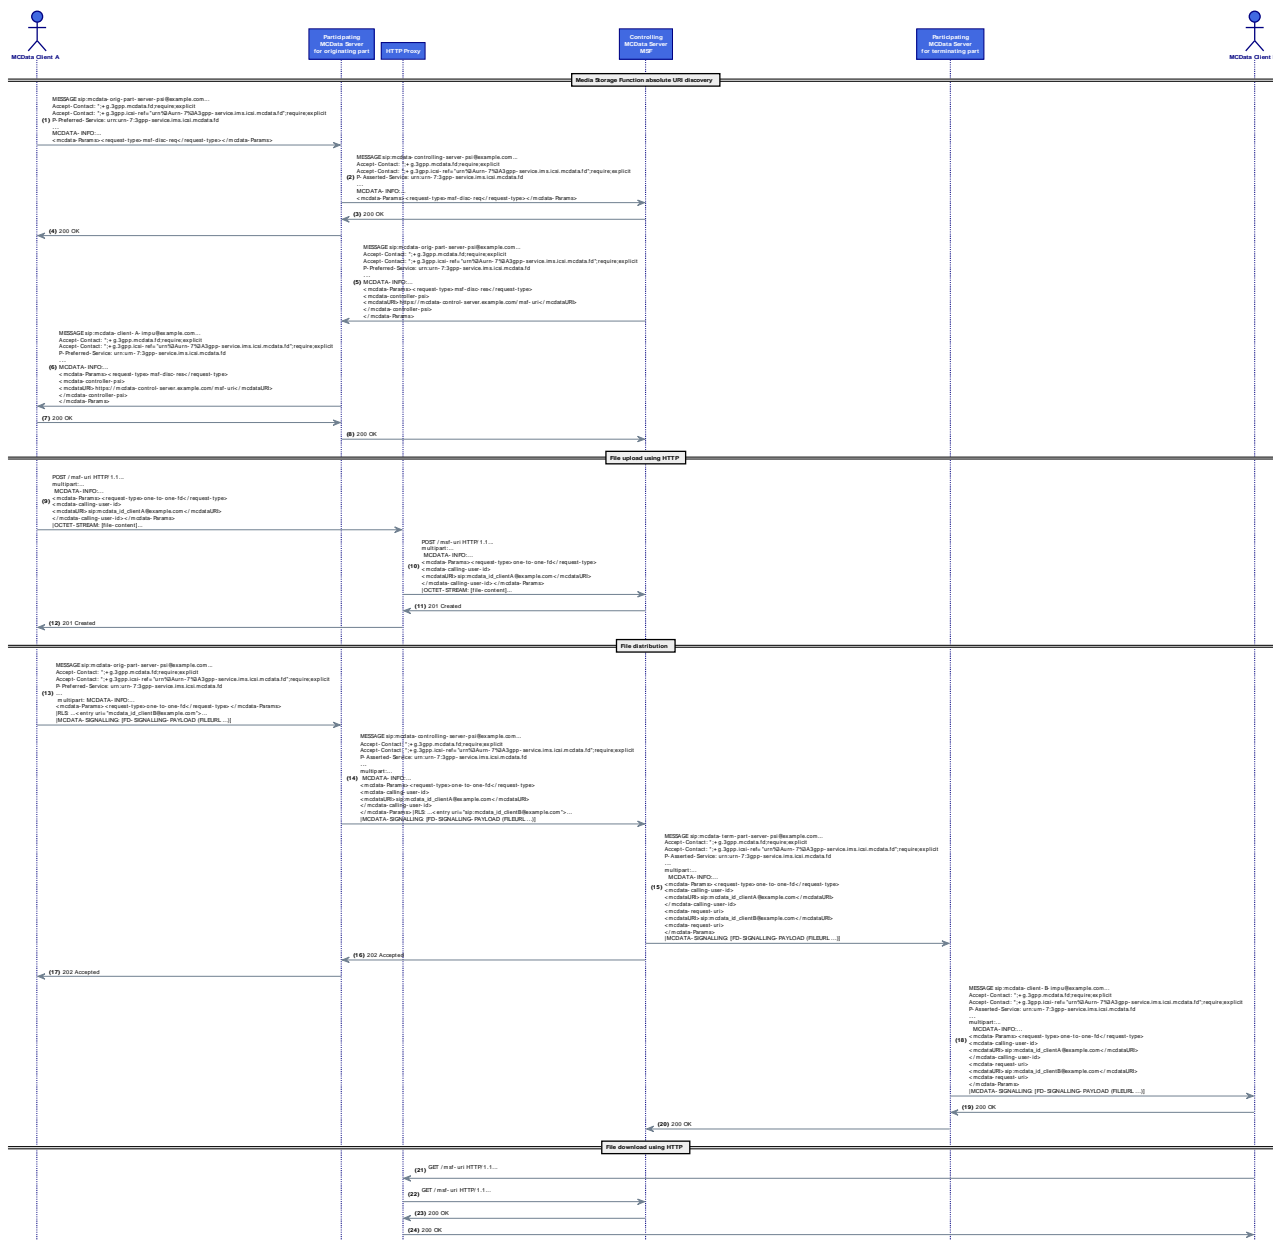 MCData Client A
Participating
MCData Server
for originating part
HTTP Proxy
Controlling
MCData Server
MSF
Participating
MCData Server
for terminating part
MCData Client
Media Storage Function absolute URI discovery
MESSAGE sip:mcdata-orig-part-server-psi@example.com...
Accept-Contact: *;+g.3gpp.mcdata.fd;require;explicit
Accept-Contact: *;+g.3gpp.icsi-ref="urn%3Aurn-7%3A3gpp-service.ims.icsi.mcdata.fd";require;explicit
(1) P-Preferred-Service: urn:urn-7:3gpp-service.ims.icsi.mcdata.fd
....
MCDATA-INFO:...
<mcdata-Params><request-type>msf-disc-req</request-type></mcdata-Params>
MESSAGE sip:mcdata-controlling-server-psi@example.com...
Accept-Contact: *;+g.3gpp.mcdata.fd;require;explicit
Accept-Contact: *;+g.3gpp.icsi-ref="urn%3Aurn-7%3A3gpp-service.ims.icsi.mcdata.fd";require;explicit
(2) P-Asserted-Service: urn:urn-7:3gpp-service.ims.icsi.mcdata.fd
....
MCDATA-INFO:...
<mcdata-Params><request-type>msf-disc-req</request-type></mcdata-Params>
(3) 200 OK
(4) 200 OK
MESSAGE sip:mcdata-orig-part-server-psi@example.com...
Accept-Contact: *;+g.3gpp.mcdata.fd;require;explicit
Accept-Contact: *;+g.3gpp.icsi-ref="urn%3Aurn-7%3A3gpp-service.ims.icsi.mcdata.fd";require;explicit
P-Preferred-Service: urn:urn-7:3gpp-service.ims.icsi.mcdata.fd
....
(5) MCDATA-INFO:...
<mcdata-Params><request-type>msf-disc-res</request-type>
<mcdata-controller-psi>
<mcdataURI>https://mcdata-control-server.example.com/msf-uri</mcdataURI>
</mcdata-controller-psi>
</mcdata-Params>
MESSAGE sip:mcdata-client-A-impu@example.com...
Accept-Contact: *;+g.3gpp.mcdata.fd;require;explicit
Accept-Contact: *;+g.3gpp.icsi-ref="urn%3Aurn-7%3A3gpp-service.ims.icsi.mcdata.fd";require;explicit
P-Preferred-Service: urn:urn-7:3gpp-service.ims.icsi.mcdata.fd
....
(6) MCDATA-INFO:...
<mcdata-Params><request-type>msf-disc-res</request-type>
<mcdata-controller-psi>
<mcdataURI>https://mcdata-control-server.example.com/msf-uri</mcdataURI>
</mcdata-controller-psi>
</mcdata-Params>
(7) 200 OK
(8) 200 OK
File upload using HTTP
POST /msf-uri HTTP/1.1...
multipart:...
MCDATA-INFO:...
(9) <mcdata-Params><request-type>one-to-one-fd</request-type>
<mcdata-calling-user-id>
<mcdataURI>sip:mcdata_id_clientA@example.com</mcdataURI>
</mcdata-calling-user-id></mcdata-Params>
|OCTET-STREAM: [file-content]...
POST /msf-uri HTTP/1.1...
multipart:...
MCDATA-INFO:...
(10) <mcdata-Params><request-type>one-to-one-fd</request-type>
<mcdata-calling-user-id>
<mcdataURI>sip:mcdata_id_clientA@example.com</mcdataURI>
</mcdata-calling-user-id></mcdata-Params>
|OCTET-STREAM: [file-content]...
(11) 201 Created
(12) 201 Created
File distribution
MESSAGE sip:mcdata-orig-part-server-psi@example.com...
Accept-Contact: *;+g.3gpp.mcdata.fd;require;explicit
Accept-Contact: *;+g.3gpp.icsi-ref="urn%3Aurn-7%3A3gpp-service.ims.icsi.mcdata.fd";require;explicit
P-Preferred-Service: urn:urn-7:3gpp-service.ims.icsi.mcdata.fd
(13) ....
multipart: MCDATA-INFO:...
<mcdata-Params><request-type>one-to-one-fd</request-type></mcdata-Params>
|RLS: ...<entry uri="mcdata_id_clientB@example.com">...
|MCDATA-SIGNALLING: [FD-SIGNALLING-PAYLOAD (FILEURL ...)]
MESSAGE sip:mcdata-controlling-server-psi@example.com...
Accept-Contact: *;+g.3gpp.mcdata.fd;require;explicit
Accept-Contact: *;+g.3gpp.icsi-ref="urn%3Aurn-7%3A3gpp-service.ims.icsi.mcdata.fd";require;explicit
P-Asserted-Service: urn:urn-7:3gpp-service.ims.icsi.mcdata.fd
....
multipart:...
(14) MCDATA-INFO:...
<mcdata-Params><request-type>one-to-one-fd</request-type>
<mcdata-calling-user-id>
<mcdataURI>sip:mcdata_id_clientA@example.com</mcdataURI>
</mcdata-calling-user-id>
</mcdata-Params>|RLS: ...<entry uri="sip:mcdata_id_clientB@example.com">...
|MCDATA-SIGNALLING: [FD-SIGNALLING-PAYLOAD (FILEURL ...)]
MESSAGE sip:mcdata-term-part-server-psi@example.com...
Accept-Contact: *;+g.3gpp.mcdata.fd;require;explicit
Accept-Contact: *;+g.3gpp.icsi-ref="urn%3Aurn-7%3A3gpp-service.ims.icsi.mcdata.fd";require;explicit
P-Asserted-Service: urn:urn-7:3gpp-service.ims.icsi.mcdata.fd
....
multipart:...
MCDATA-INFO:...
<mcdata-Params><request-type>one-to-one-fd</request-type>
(15) <mcdata-calling-user-id>
<mcdataURI>sip:mcdata_id_clientA@example.com</mcdataURI>
</mcdata-calling-user-id>
<mcdata-request-uri>
<mcdataURI>sip:mcdata_id_clientB@example.com</mcdataURI>
<mcdata-request-uri>
</mcdata-Params>
|MCDATA-SIGNALLING: [FD-SIGNALLING-PAYLOAD (FILEURL ...)]
(16) 202 Accepted
(17) 202 Accepted
MESSAGE sip:mcdata-client-B-impu@example.com...
Accept-Contact: *;+g.3gpp.mcdata.fd;require;explicit
Accept-Contact: *;+g.3gpp.icsi-ref="urn%3Aurn-7%3A3gpp-service.ims.icsi.mcdata.fd";require;explicit
P-Asserted-Service: urn:urn-7:3gpp-service.ims.icsi.mcdata.fd
....
multipart:...
MCDATA-INFO:...
<mcdata-Params><request-type>one-to-one-fd</request-type>
(18) <mcdata-calling-user-id>
<mcdataURI>sip:mcdata_id_clientA@example.com</mcdataURI>
</mcdata-calling-user-id>
<mcdata-request-uri>
<mcdataURI>sip:mcdata_id_clientB@example.com</mcdataURI>
<mcdata-request-uri>
</mcdata-Params>
|MCDATA-SIGNALLING: [FD-SIGNALLING-PAYLOAD (FILEURL ...)]
(19) 200 OK
(20) 200 OK
File download using HTTP
(21) GET /msf-uri HTTP/1.1...
(22) GET /msf-uri HTTP/1.1...
(23) 200 OK
(24) 200 OK